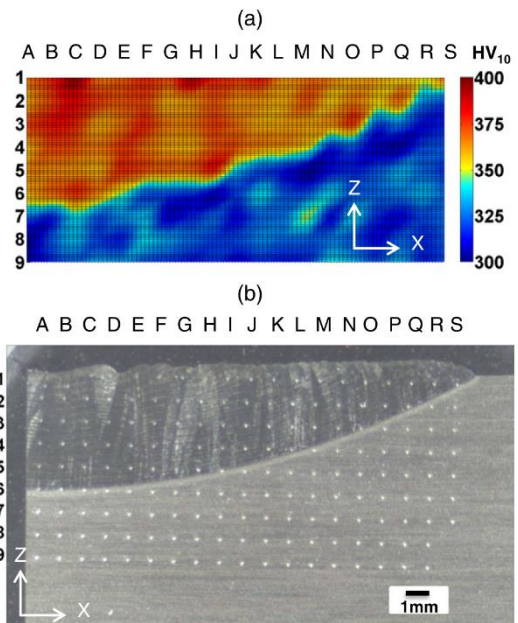 (a)
A B C D E F G H I J K L M N O P Q R S HV10
1 400
2
3 375
4
5 350
6
7 Z 325
8 X
9 300
(b)
A B C D E F G H I J K L M N O P Q R S
1
2
3
4
5
6
7
8
9
Z
1mm
X